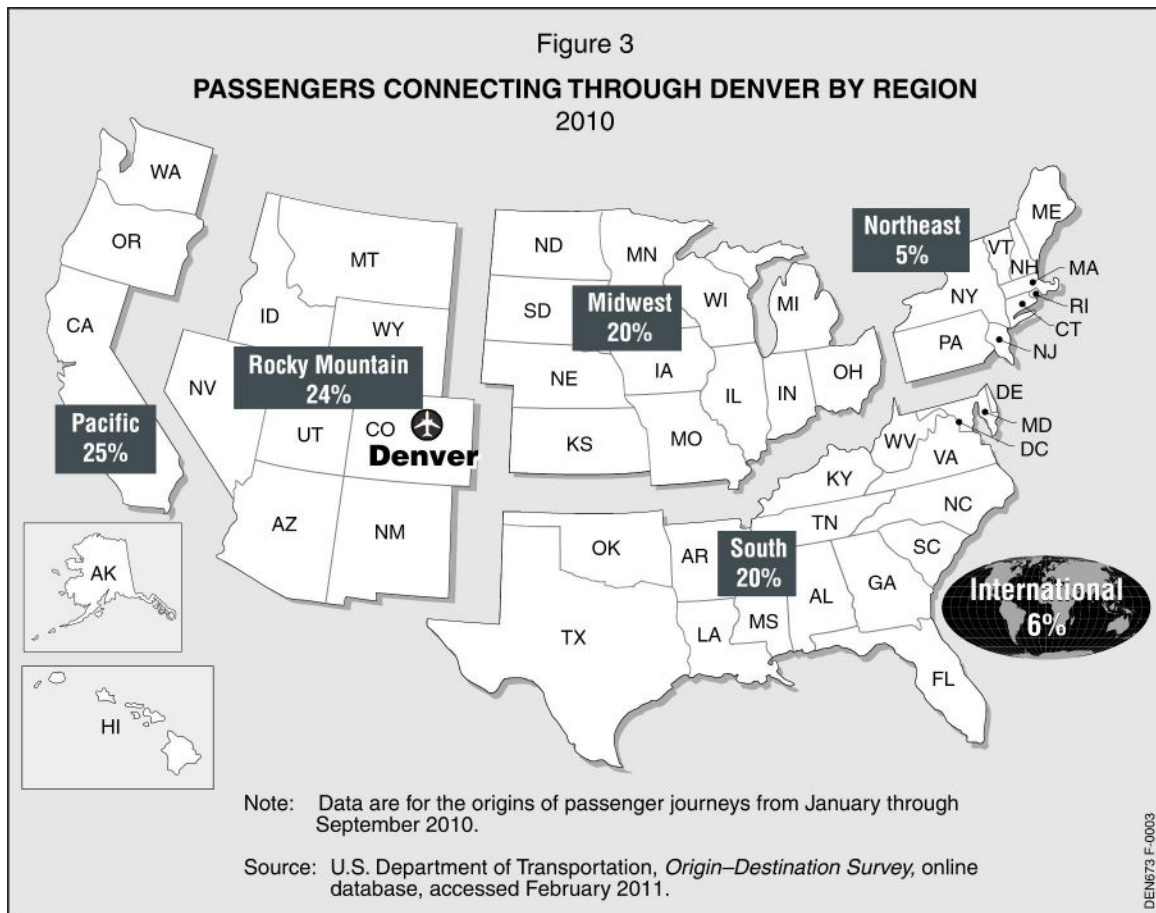 Figure 3
PASSENGERS CONNECTING THROUGH DENVER BY REGION
2010
WA
OR
CA
Pacific
25%
MT
ID
WY
NV
Rocky Mountain
24%
UT
CO
Denver
AZ
NM
ND
MN
SD
WI
MI
Midwest
20%
NE
IA
IL
IN
OH
KS
MO
Northeast
5%
ME
VT
NH
MA
NY
RI
CT
PA
NJ
DE
MD
DC
WV
VA
KY
NC
TN
SC
OK
AR
South
20%
TX
LA
MS
AL
GA
FL
International
6%
AK
HI
Note: Data are for the origins of passenger journeys from January through
September 2010.
Source: U.S. Department of Transportation, Origin–Destination Survey, online
database, accessed February 2011.
DEN673 F-0003